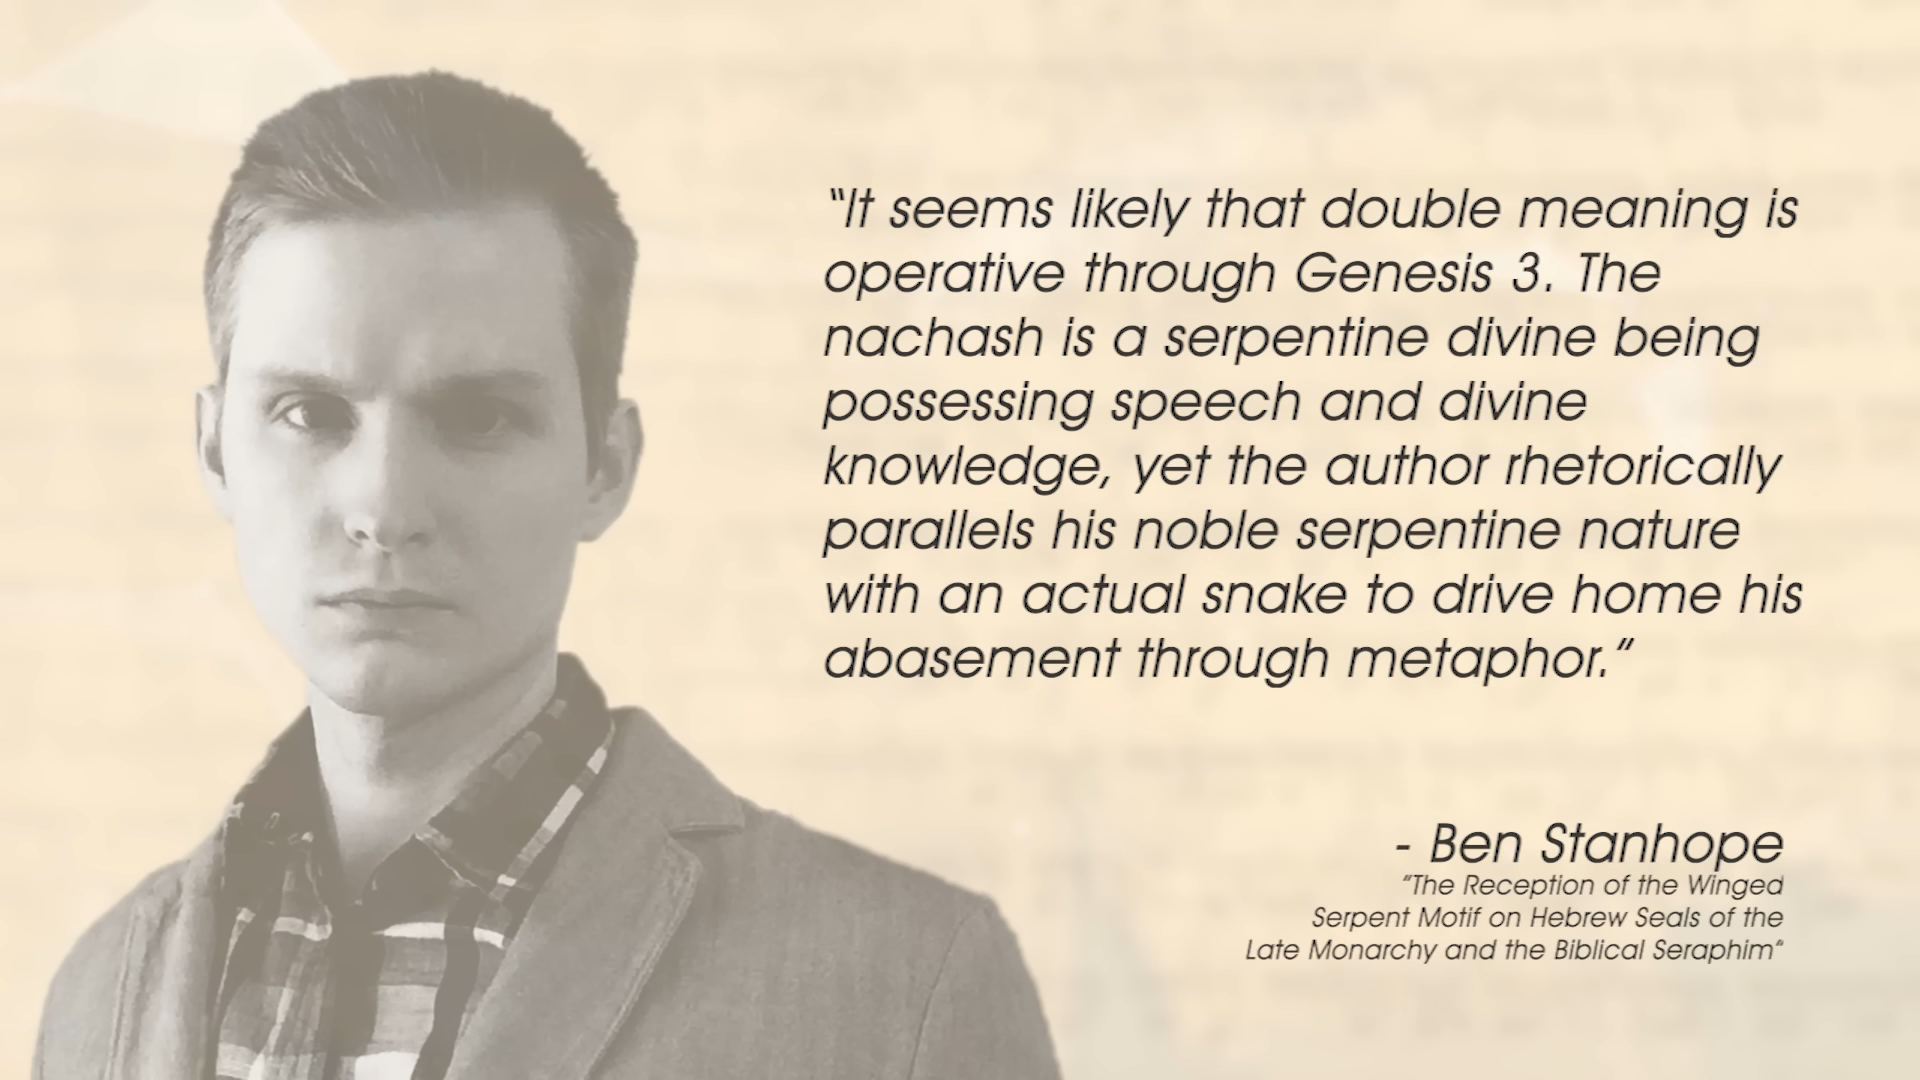 “It seems likely that double meaning is
operative through Genesis 3. The
nachash is a serpentine divine being
possessing speech and divine
knowledge, yet the author rhetorically
parallels his noble serpentine nature
with an actual snake to drive home his
abasement through metaphor.”
- Ben Stanhope
“The Reception of the Winged
Serpent Motif on Hebrew Seals of the
Late Monarchy and the Biblical Seraphim“